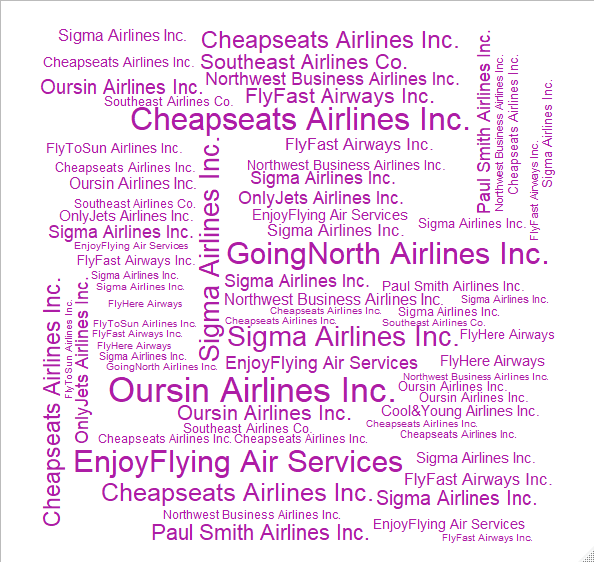 Sigma Airlines Inc.
Cheapseats Airlines Inc.
Cheapseats Airlines Inc.
Southeast Airlines Co.
Oursin Airlines Inc.
Northwest Business Airlines Inc.
Southeast Airlines Co.
FlyFast Airways Inc.
Cheapseats Airlines Inc.
Paul Smith Airlines Inc.
Northwest Business Airlines Inc.
Cheapseats Airlines Inc.
FlyFast Airways Inc.
Sigma Airlines Inc.
FlyToSun Airlines Inc.
FlyFast Airways Inc.
Cheapseats Airlines Inc.
Northwest Business Airlines Inc.
Oursin Airlines Inc.
Sigma Airlines Inc.
Sigma Airlines Inc.
Southeast Airlines Co.
OnlyJets Airlines Inc.
OnlyJets Airlines Inc.
EnjoyFlying Air Services
Sigma Airlines Inc.
Sigma Airlines Inc.
Sigma Airlines Inc.
EnjoyFlying Air Services
GoingNorth Airlines Inc.
FlyFast Airways Inc.
Sigma Airlines Inc.
Sigma Airlines Inc.
Sigma Airlines Inc.
Paul Smith Airlines Inc.
FlyHere Airways
Northwest Business Airlines Inc.
Sigma Airlines Inc.
Cheapseats Airlines Inc.
Sigma Airlines Inc.
Cheapseats Airlines Inc.
FlyToSun Airlines Inc.
OnlyJets Airlines Inc.
FlyToSun Airlines Inc.
Cheapseats Airlines Inc.
Southeast Airlines Co.
FlyFast Airways Inc.
Sigma Airlines Inc.
FlyHere Airways
FlyHere Airways
Sigma Airlines Inc.
GoingNorth Airlines Inc.
EnjoyFlying Air Services
FlyHere Airways
Northwest Business Airlines Inc.
Oursin Airlines Inc.
Oursin Airlines Inc.
Oursin Airlines Inc.
Oursin Airlines Inc.
Cool&Young Airlines Inc.
Southeast Airlines Co.
Cheapseats Airlines Inc.
Cheapseats Airlines Inc.
Cheapseats Airlines Inc.
Cheapseats Airlines Inc.
EnjoyFlying Air Services
Sigma Airlines Inc.
FlyFast Airways Inc.
Cheapseats Airlines Inc.
Sigma Airlines Inc.
Northwest Business Airlines Inc.
Paul Smith Airlines Inc.
EnjoyFlying Air Services
FlyFast Airways Inc.